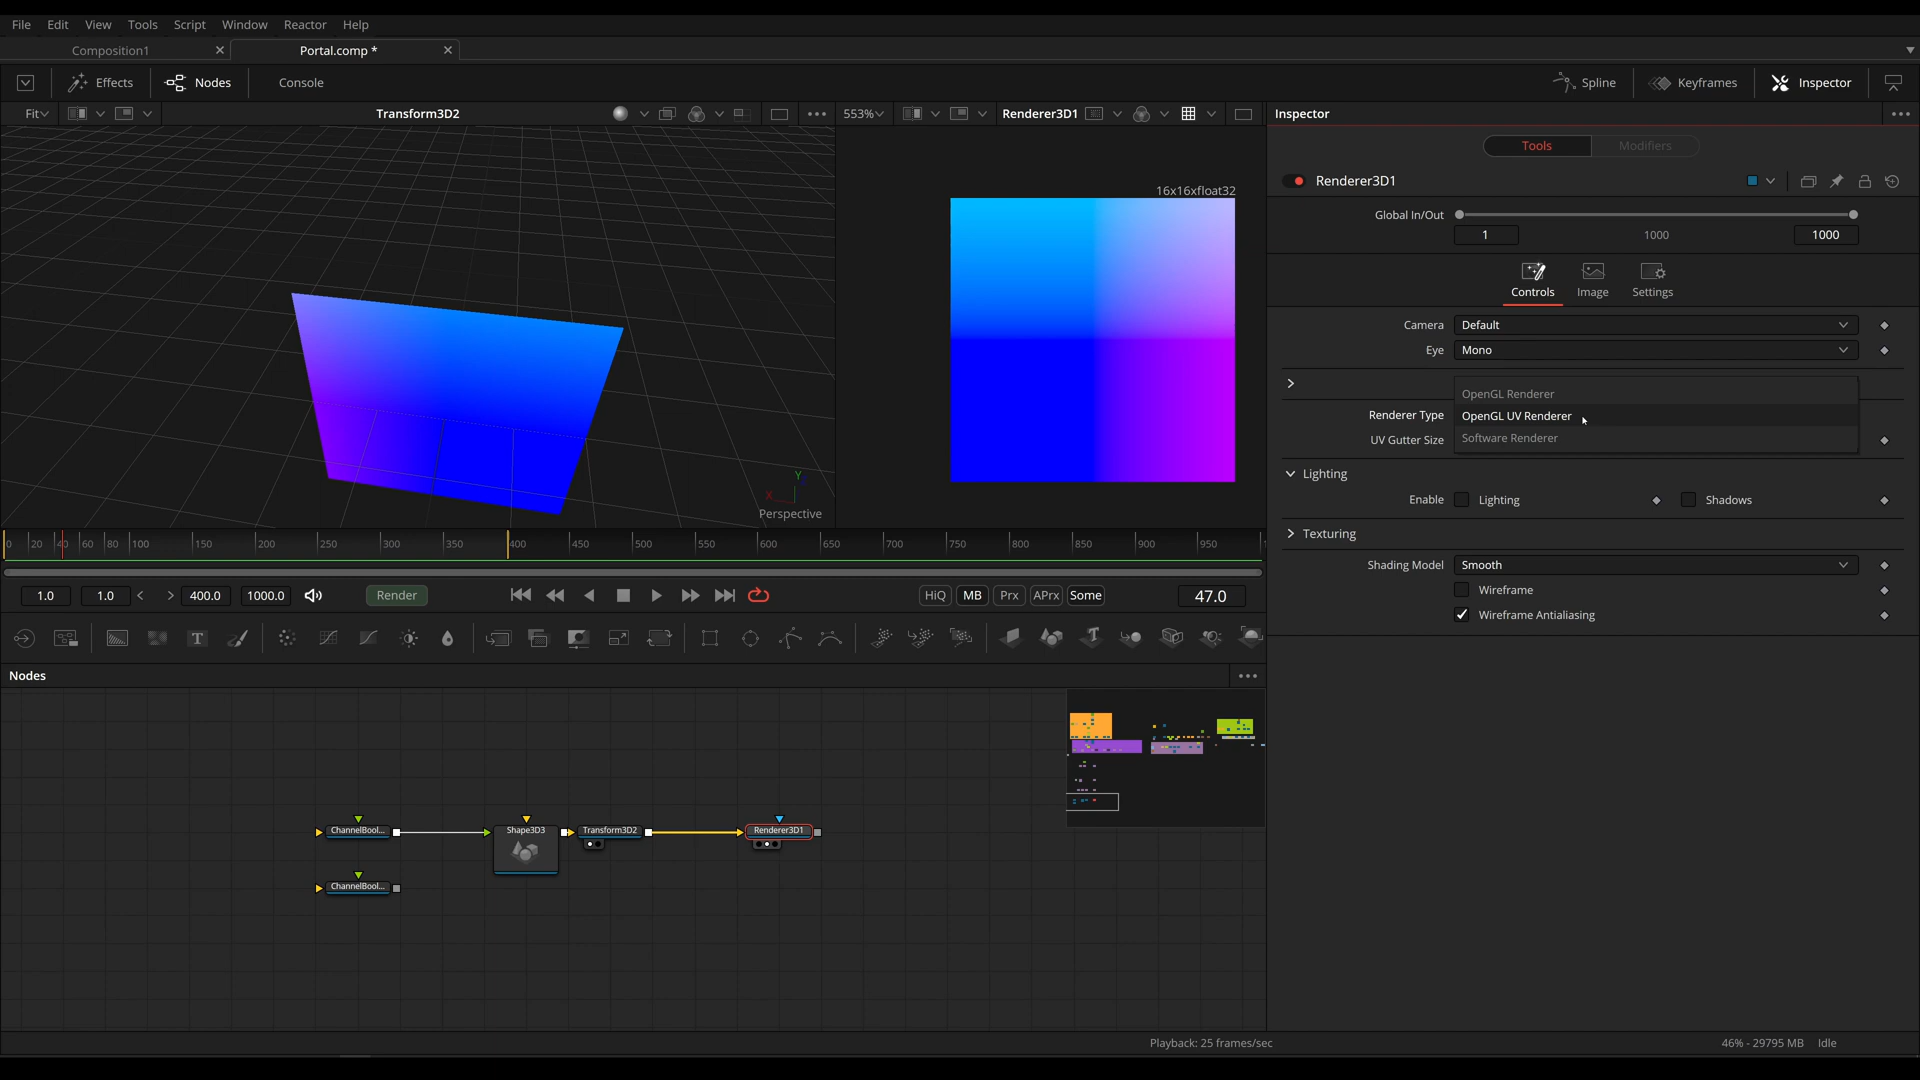 File Edit View Tools Script Window Reactor Help
Composition1 Portal.comp *
Effects Nodes Console Spline Keyframes Inspector
Fit Transform3D2 553% Renderer3D1 Inspector
Tools Modifiers
Renderer3D1
16x16xfloat32
Global In/Out
1 1000 1000
Controls Image Settings
Camera Default
Eye Mono
OpenGL Renderer
Renderer Type OpenGL UV Renderer
UV Gutter Size Software Renderer
Lighting
Enable Lighting Shadows
Texturing
Shading Model Smooth
Wireframe
Wireframe Antialiasing
Y
X
Perspective
0 20 40 60 80 100 150 200 250 300 350 400 450 500 550 600 650 700 750 800 850 900 950
1.0 1.0 400.0 1000.0 Render HiQ MB Prx APrx Some 47.0
Nodes
ChannelBool... Shape3D3 Transform3D2 Renderer3D1
ChannelBool...
Playback: 25 frames/sec 46% - 29795 MB Idle